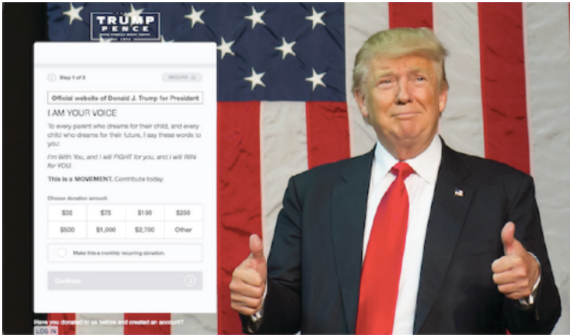 TRUMP
PENCE
Step 1 of 3
SECURE
Official website of Donald J. Trump for President
I AM YOUR VOICE
To every parent who dreams for their child, and every
child who dreams for their future, I say these words to
you:
I'm With You, and I will FIGHT for you, and I will WIN
for YOU.
This is a MOVEMENT. Contribute today:
Choose donation amount
$35 $75 $100 $250
$500 $1,000 $2,700 Other
Make this a monthly recurring donation.
Continue
Have you donated to us before and created an account?
LOG IN